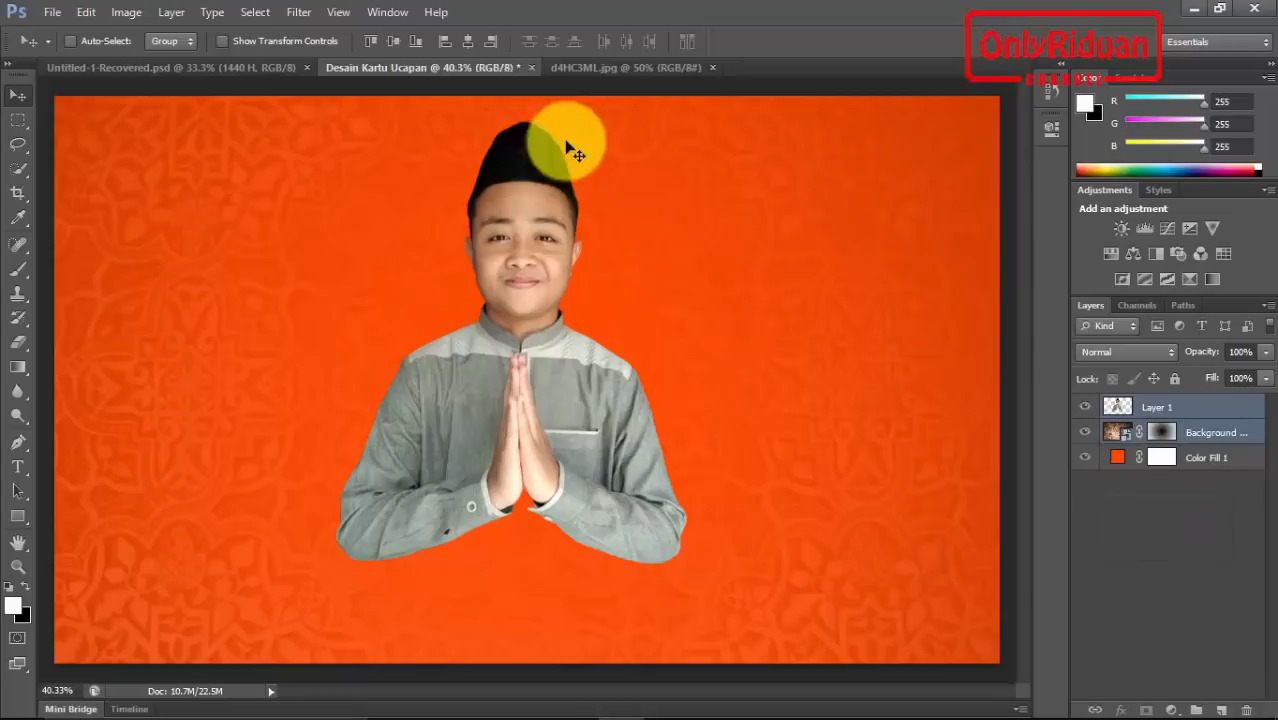 Ps File Edit Image Layer Type Select Filter View Window Help
Auto-Select: Group Show Transform Controls Essentials
OnlyRiduan
CHANNEL
Untitled-1-Recovered.psd @ 33.3% (1440 H, RGB/8) × Desain Kartu Ucapan @ 40.3% (RGB/8) * × d4HC3ML.jpg @ 50% (RGB/8#) ×
Color
R 255
G 255
B 255
Adjustments Styles
Add an adjustment
Layers Channels Paths
Kind
Normal Opacity: 100%
Lock: Fill: 100%
Layer 1
Background ...
Color Fill 1
40.33% Doc: 10.7M/22.5M
Mini Bridge Timeline